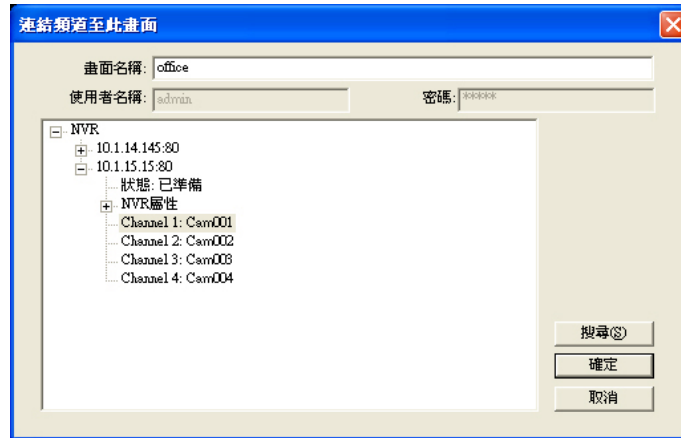 連結頻道至此畫面
畫面名稱: office
使用者名稱: admin 密碼: *****
NVR
10.1.14.145:80
10.1.15.15:80
狀態: 已準備
NVR屬性
Channel 1: Cam001
Channel 2: Cam002
Channel 3: Cam003
Channel 4: Cam004
搜尋(S)
確定
取消